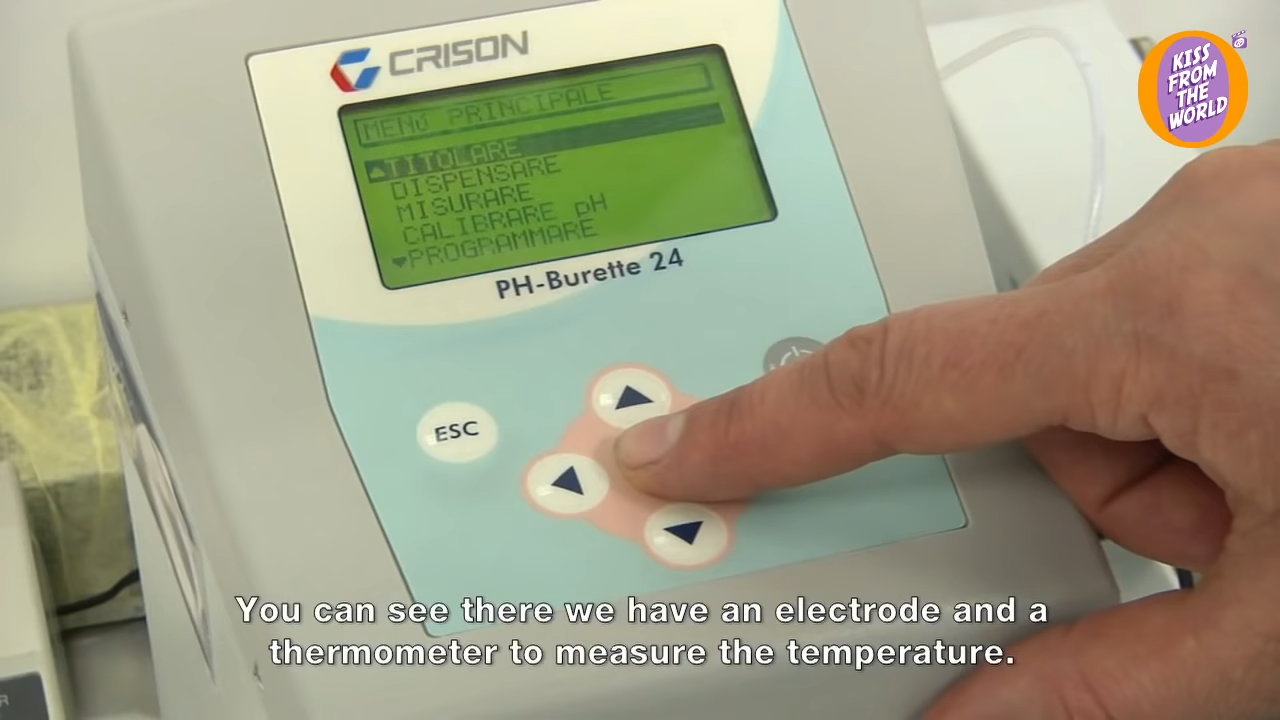 CRISON
MENÚ PRINCIPALE
TITOLARE
DISPENSARE
MISURARE
CALIBRARE pH
PROGRAMMARE
PH-Burette 24
ESC
KISS
FROM
THE
WORLD
You can see there we have an electrode and a
thermometer to measure the temperature.